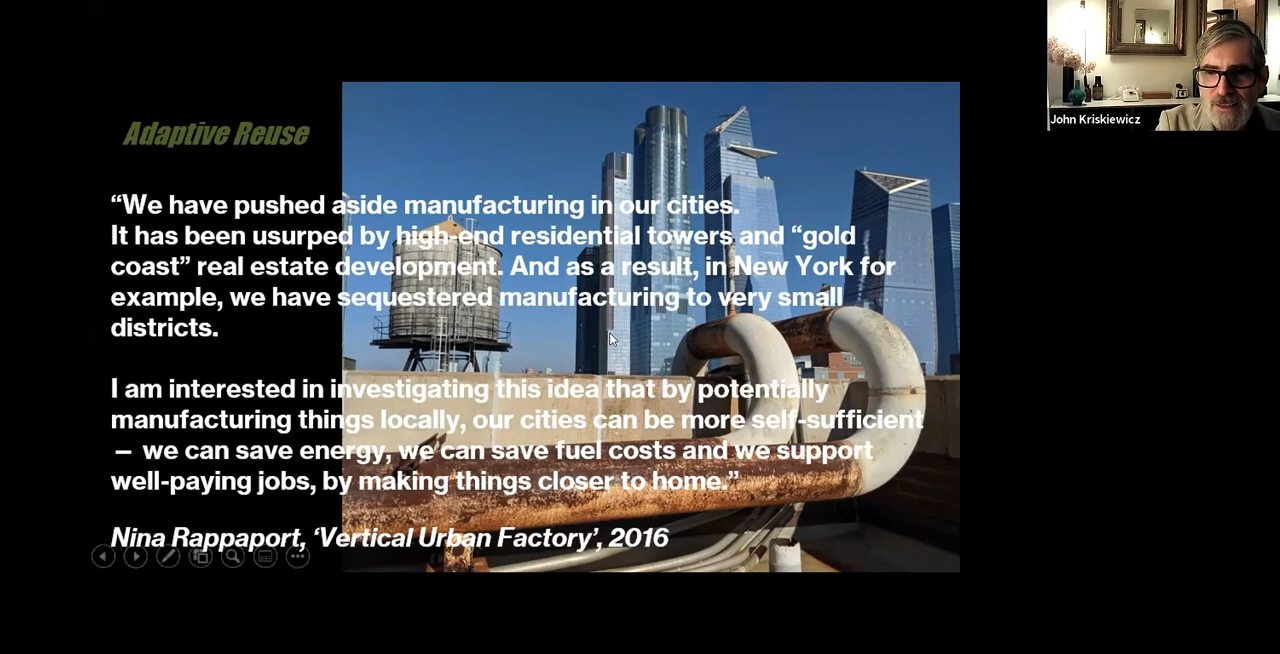 Adaptive Reuse
“We have pushed aside manufacturing in our cities.
It has been usurped by high-end residential towers and “gold
coast” real estate development. And as a result, in New York for
example, we have sequestered manufacturing to very small
districts.
I am interested in investigating this idea that by potentially
manufacturing things locally, our cities can be more self-sufficient
– we can save energy, we can save fuel costs and we support
well-paying jobs, by making things closer to home.”
Nina Rappaport, ‘Vertical Urban Factory’, 2016
John Kriskiewicz